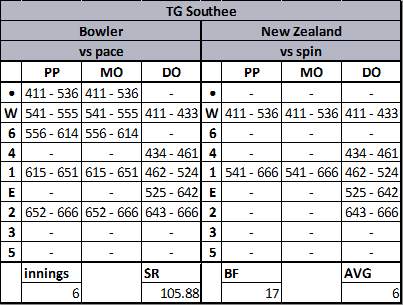 TG Southee
Bowler New Zealand
vs pace vs spin
PP MO DO PP MO DO
• 411 - 536 411 - 536 - • - - -
W 541 - 555 541 - 555 411 - 433 W 411 - 536 411 - 536 411 - 433
6 556 - 614 556 - 614 - 6 - - -
4 - - 434 - 461 4 - - 434 - 461
1 615 - 651 615 - 651 462 - 524 1 541 - 666 541 - 666 462 - 524
E - - 525 - 642 E - - 525 - 642
2 652 - 666 652 - 666 643 - 666 2 - - 643 - 666
3 - - - 3 - - -
5 - - - 5 - - -
innings SR BF AVG
6 105.88 17 6